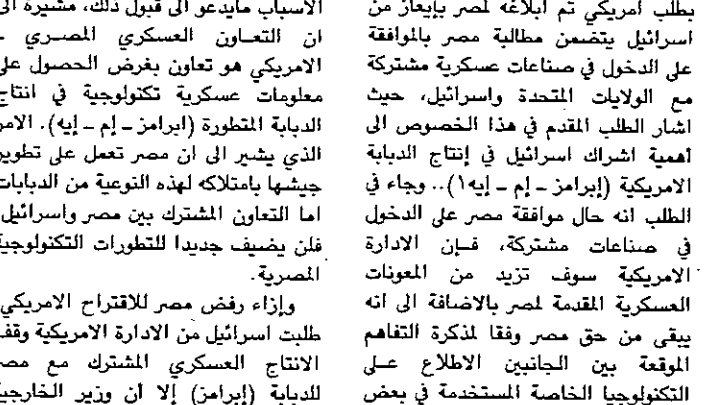 بطلب امريكي تم ابلاغه لمصر بإيعاز من
اسرائيل يتضمن مطالبة مصر بالموافقة
على الدخول في صناعات عسكرية مشتركة
مع الولايات المتحدة واسرائيل، حيث
اشار الطلب المقدم في هذا الخصوص الى
أهمية اشراك اسرائيل في إنتاج الدبابة
الامريكية (إبرامز ـ إم ـ إيه١).. وجاء في
الطلب انه حال موافقة مصر على الدخول
في صناعات مشتركة، فإن الادارة
الامريكية سوف تزيد من المعونات
العسكرية المقدمة لمصر بالاضافة الى انه
يبقى من حق مصر وفقا لمذكرة التفاهم
الموقعة بين الجانبين الاطلاع على
التكنولوجيا الخاصة المستخدمة في بعض
الاسباب مايدعو الى قبول ذلك، مشيرة الى
ان التعاون العسكري المصري ـ
الامريكي هو تعاون بغرض الحصول على
معلومات عسكرية تكنولوجية في انتاج
الدبابة المتطورة (ابرامز ـ إم ـ إيه). الامر
الذي يشير الى ان مصر تعمل على تطوير
جيشها بامتلاكه لهذه النوعية من الدبابات
اما التعاون المشترك بين مصر واسرائيل
فلن يضيف جديدا للتطورات التكنولوجية
المصرية.
وإزاء رفض مصر للاقتراح الامريكي
طلبت اسرائيل من الادارة الامريكية وقف
الانتاج العسكري المشترك مع مصر
للدبابة (إبرامز) إلا أن وزير الخارجية